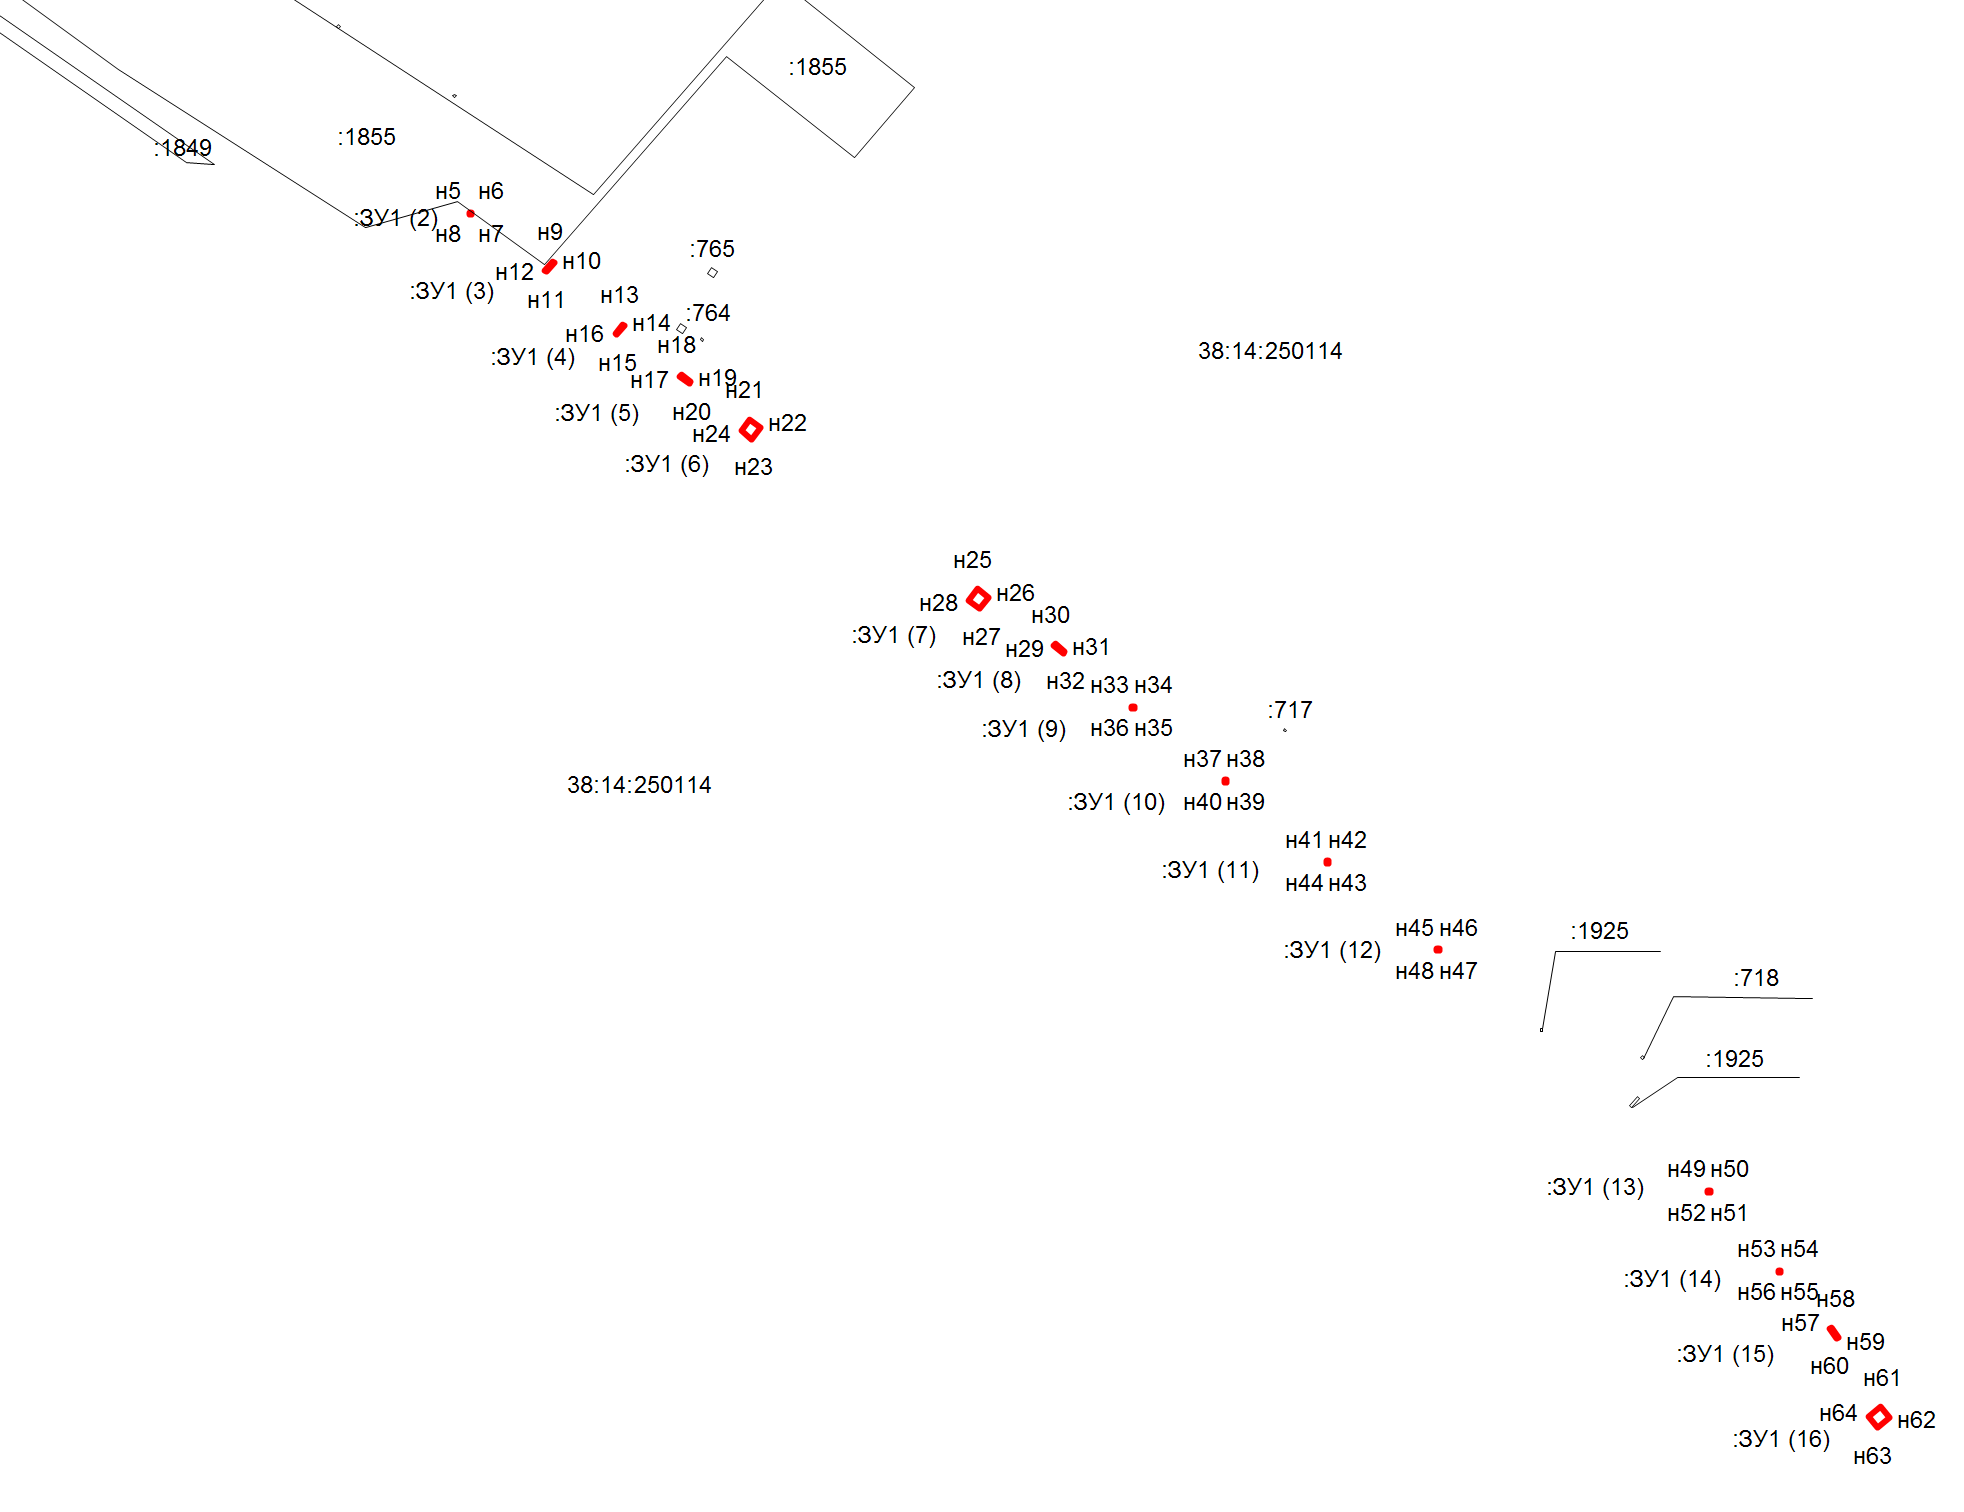 :1855
:1855
:1849
н5 н6
:ЗУ1 (2)
н8 н7
н9
н10
н12
:ЗУ1 (3)
н11
:765
н13
:764
н14
н16
н18
:ЗУ1 (4)
н15
38:14:250114
н17
н19
н21
:ЗУ1 (5)
н20
н22
н24
:ЗУ1 (6)
н23
н25
н26
н28
н30
:ЗУ1 (7)
н27
н29
н31
:ЗУ1 (8)
н32
н33 н34
:ЗУ1 (9)
н36 н35
:717
н37 н38
38:14:250114
:ЗУ1 (10)
н40 н39
н41 н42
:ЗУ1 (11)
н44 н43
н45 н46
:1925
:ЗУ1 (12)
н48 н47
:718
:1925
н49 н50
:ЗУ1 (13)
н52 н51
н53 н54
:ЗУ1 (14)
н56 н55
н58
н57
н59
:ЗУ1 (15)
н60
н61
н64
н62
:ЗУ1 (16)
н63